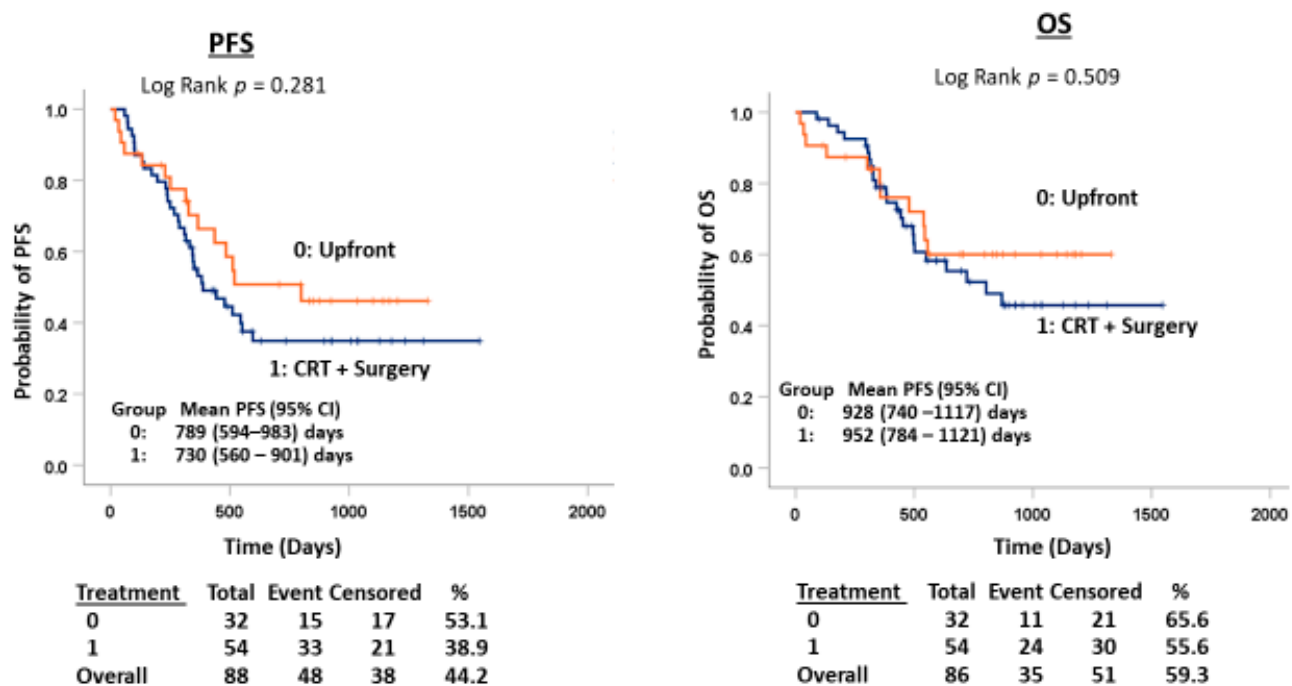 PFS
Log Rank p = 0.281
1.0
0.8
0.6
0.4
0.2
0.0
Probability of PFS
0: Upfront
1: CRT + Surgery
Group Mean PFS (95% CI)
0: 789 (594–983) days
1: 730 (560 – 901) days
0 500 1000 1500 2000
Time (Days)
Treatment Total Event Censored %
0 32 15 17 53.1
1 54 33 21 38.9
Overall 88 48 38 44.2
OS
Log Rank p = 0.509
1.0
0.8
0.6
0.4
0.2
0.0
Probability of OS
0: Upfront
1: CRT + Surgery
Group Mean PFS (95% CI)
0: 928 (740 –1117) days
1: 952 (784 – 1121) days
0 500 1000 1500 2000
Time (Days)
Treatment Total Event Censored %
0 32 11 21 65.6
1 54 24 30 55.6
Overall 86 35 51 59.3